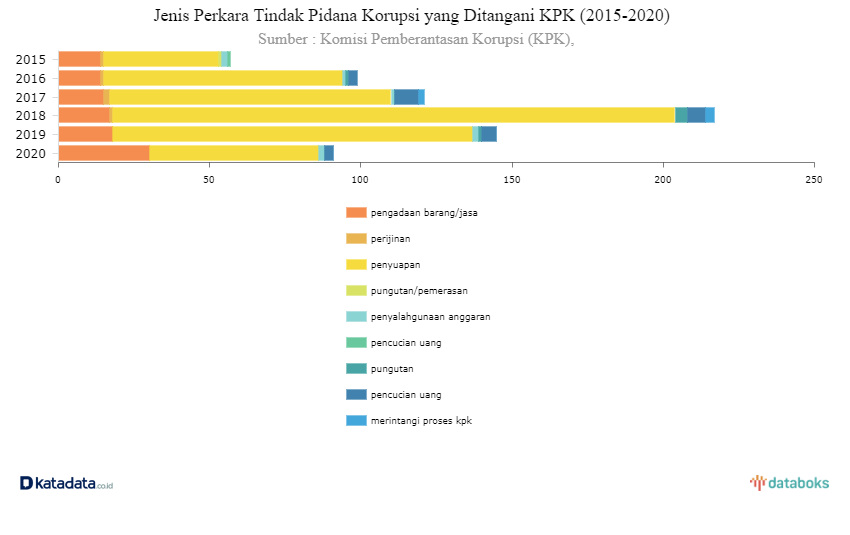 Jenis Perkara Tindak Pidana Korupsi yang Ditangani KPK (2015-2020)
Sumber : Komisi Pemberantasan Korupsi (KPK),
2015
2016
2017
2018
2019
2020
0 50 100 150 200 250
pengadaan barang/jasa
perijinan
penyuapan
pungutan/pemerasan
penyalahgunaan anggaran
pencucian uang
pungutan
pencucian uang
merintangi proses kpk
katadata.co.id databoks